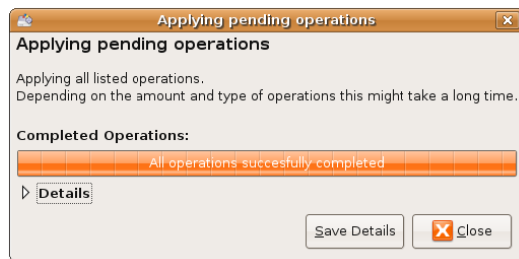 Applying pending operations
Applying pending operations
Applying all listed operations.
Depending on the amount and type of operations this might take a long time.
Completed Operations:
All operations succesfully completed
Details
Save Details
Close